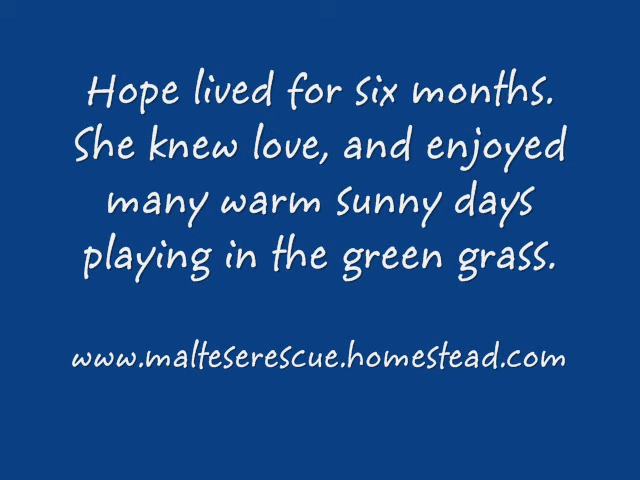 Hope lived for six months.
She knew love, and enjoyed
many warm sunny days
playing in the green grass.
www.malteserescue.homestead.com